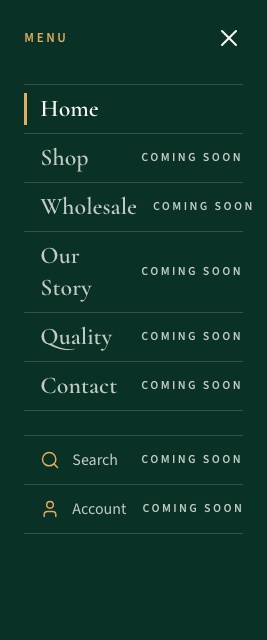 MENU
Home
Shop COMING SOON
Wholesale COMING SOON
Our
Story COMING SOON
Quality COMING SOON
Contact COMING SOON
Search COMING SOON
Account COMING SOON